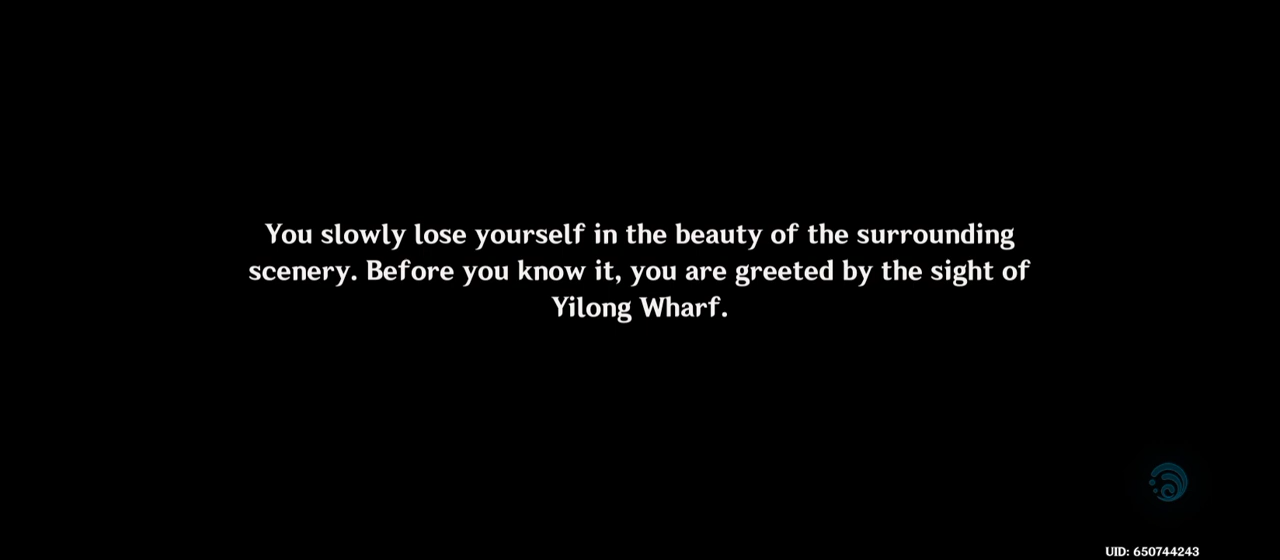 You slowly lose yourself in the beauty of the surrounding
scenery. Before you know it, you are greeted by the sight of
Yilong Wharf.
UID: 650744243